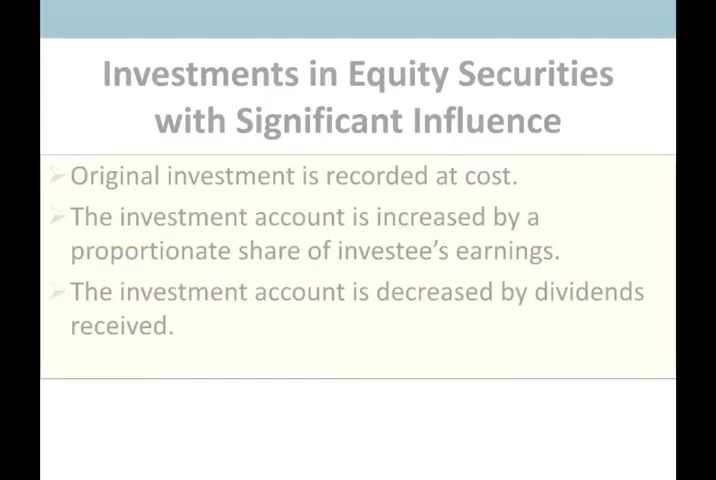 Investments in Equity Securities
with Significant Influence
Original investment is recorded at cost.
The investment account is increased by a
proportionate share of investee's earnings.
The investment account is decreased by dividends
received.